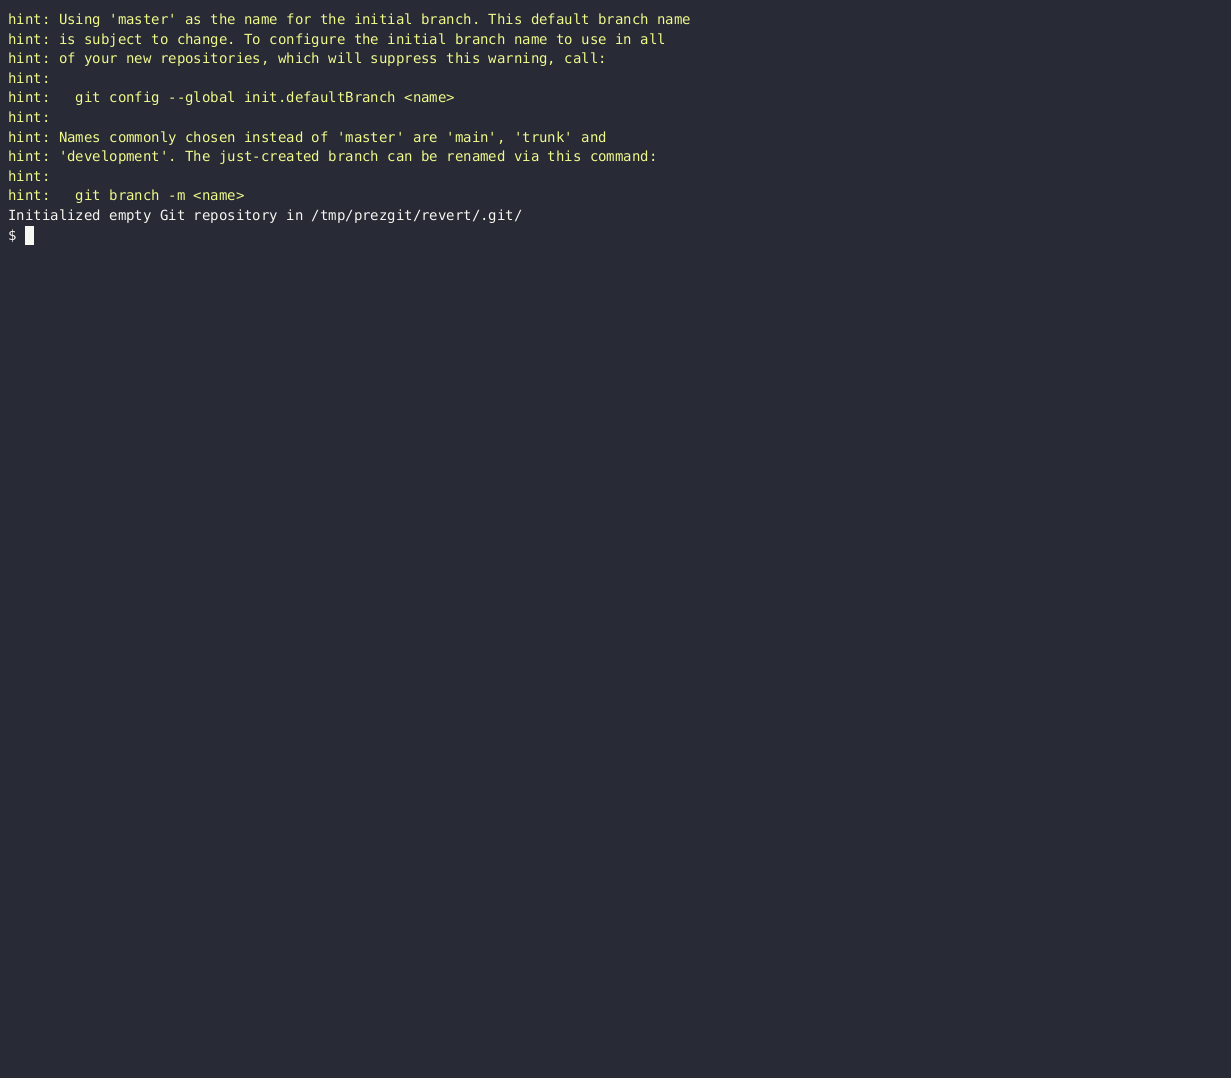 hint: Using 'master' as the name for the initial branch. This default branch name
hint: is subject to change. To configure the initial branch name to use in all
hint: of your new repositories, which will suppress this warning, call:
hint:
hint:   git config --global init.defaultBranch <name>
hint:
hint: Names commonly chosen instead of 'master' are 'main', 'trunk' and
hint: 'development'. The just-created branch can be renamed via this command:
hint:
hint:   git branch -m <name>
Initialized empty Git repository in /tmp/prezgit/revert/.git/
$